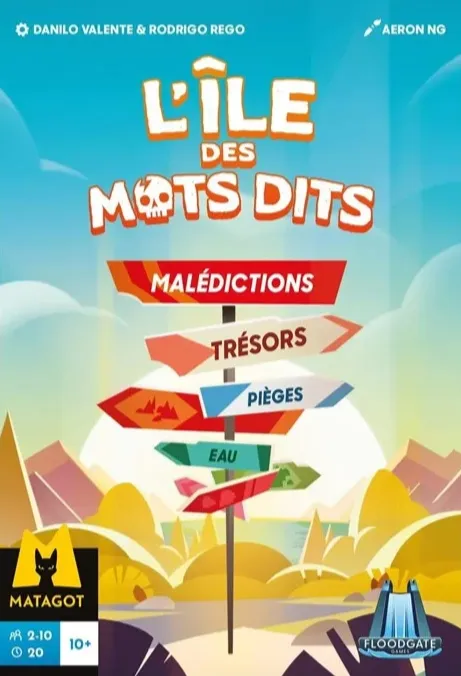 DANILO VALENTE & RODRIGO REGO
AERON NG
L'ÎLE
DES
MOTS DITS
MALÉDICTIONS
TRÉSORS
PIÈGES
EAU
MATAGOT
2-10
20
10+
FLOODGATE
GAMES